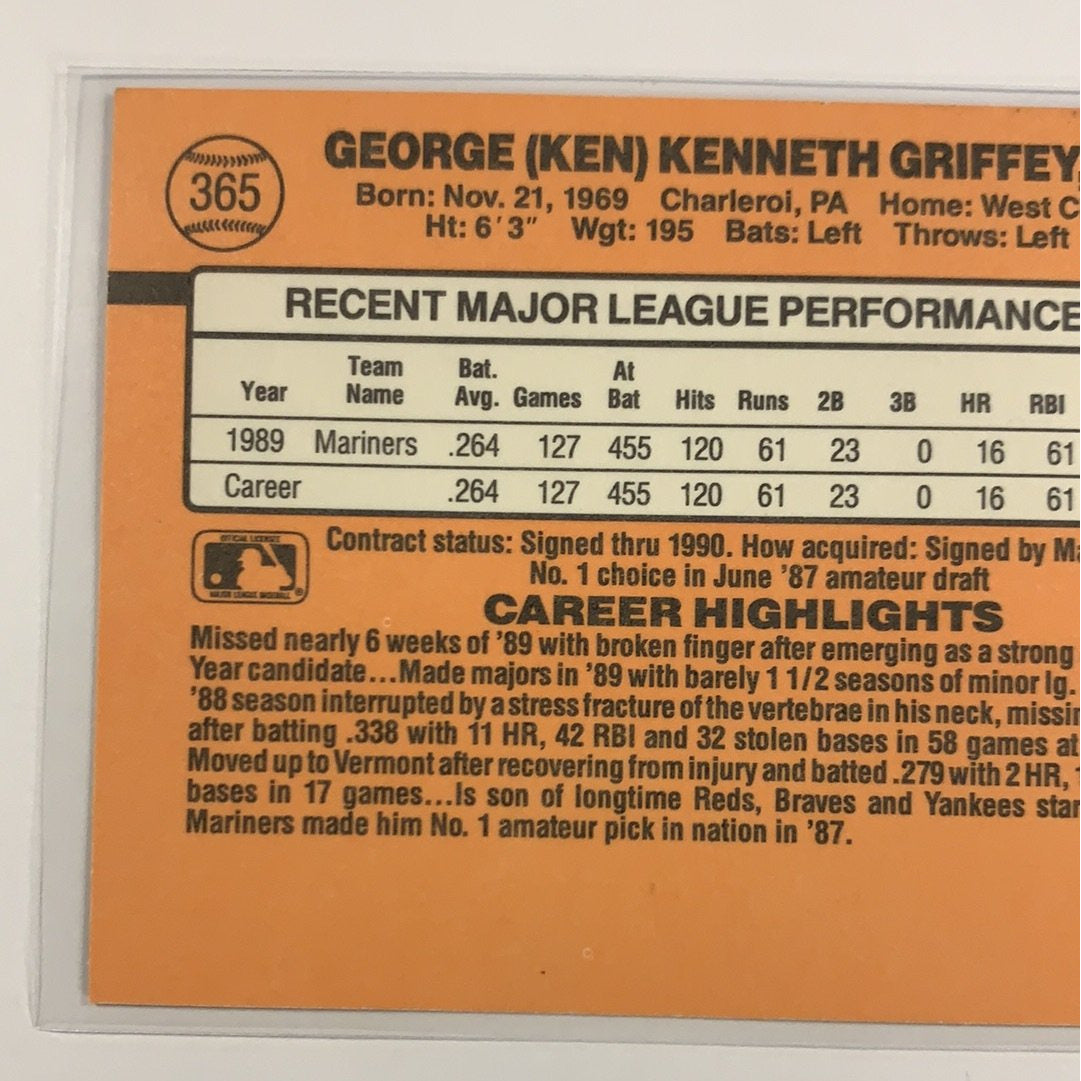 365
GEORGE (KEN) KENNETH GRIFFEY,
Born: Nov. 21, 1969 Charleroi, PA Home: West C
Ht: 6'3" Wgt: 195 Bats: Left Throws: Left
RECENT MAJOR LEAGUE PERFORMANCE
Year Team Name Bat. Avg. Games At Bat Hits Runs 2B 3B HR RBI
1989 Mariners .264 127 455 120 61 23 0 16 61
Career .264 127 455 120 61 23 0 16 61
OFFICIAL LICENSEE
MAJOR LEAGUE BASEBALL ®
Contract status: Signed thru 1990. How acquired: Signed by Ma
No. 1 choice in June '87 amateur draft
CAREER HIGHLIGHTS
Missed nearly 6 weeks of '89 with broken finger after emerging as a strong
Year candidate...Made majors in '89 with barely 1 1/2 seasons of minor lg.
'88 season interrupted by a stress fracture of the vertebrae in his neck, missin
after batting .338 with 11 HR, 42 RBI and 32 stolen bases in 58 games at
Moved up to Vermont after recovering from injury and batted .279 with 2 HR,
bases in 17 games...Is son of longtime Reds, Braves and Yankees star
Mariners made him No. 1 amateur pick in nation in '87.